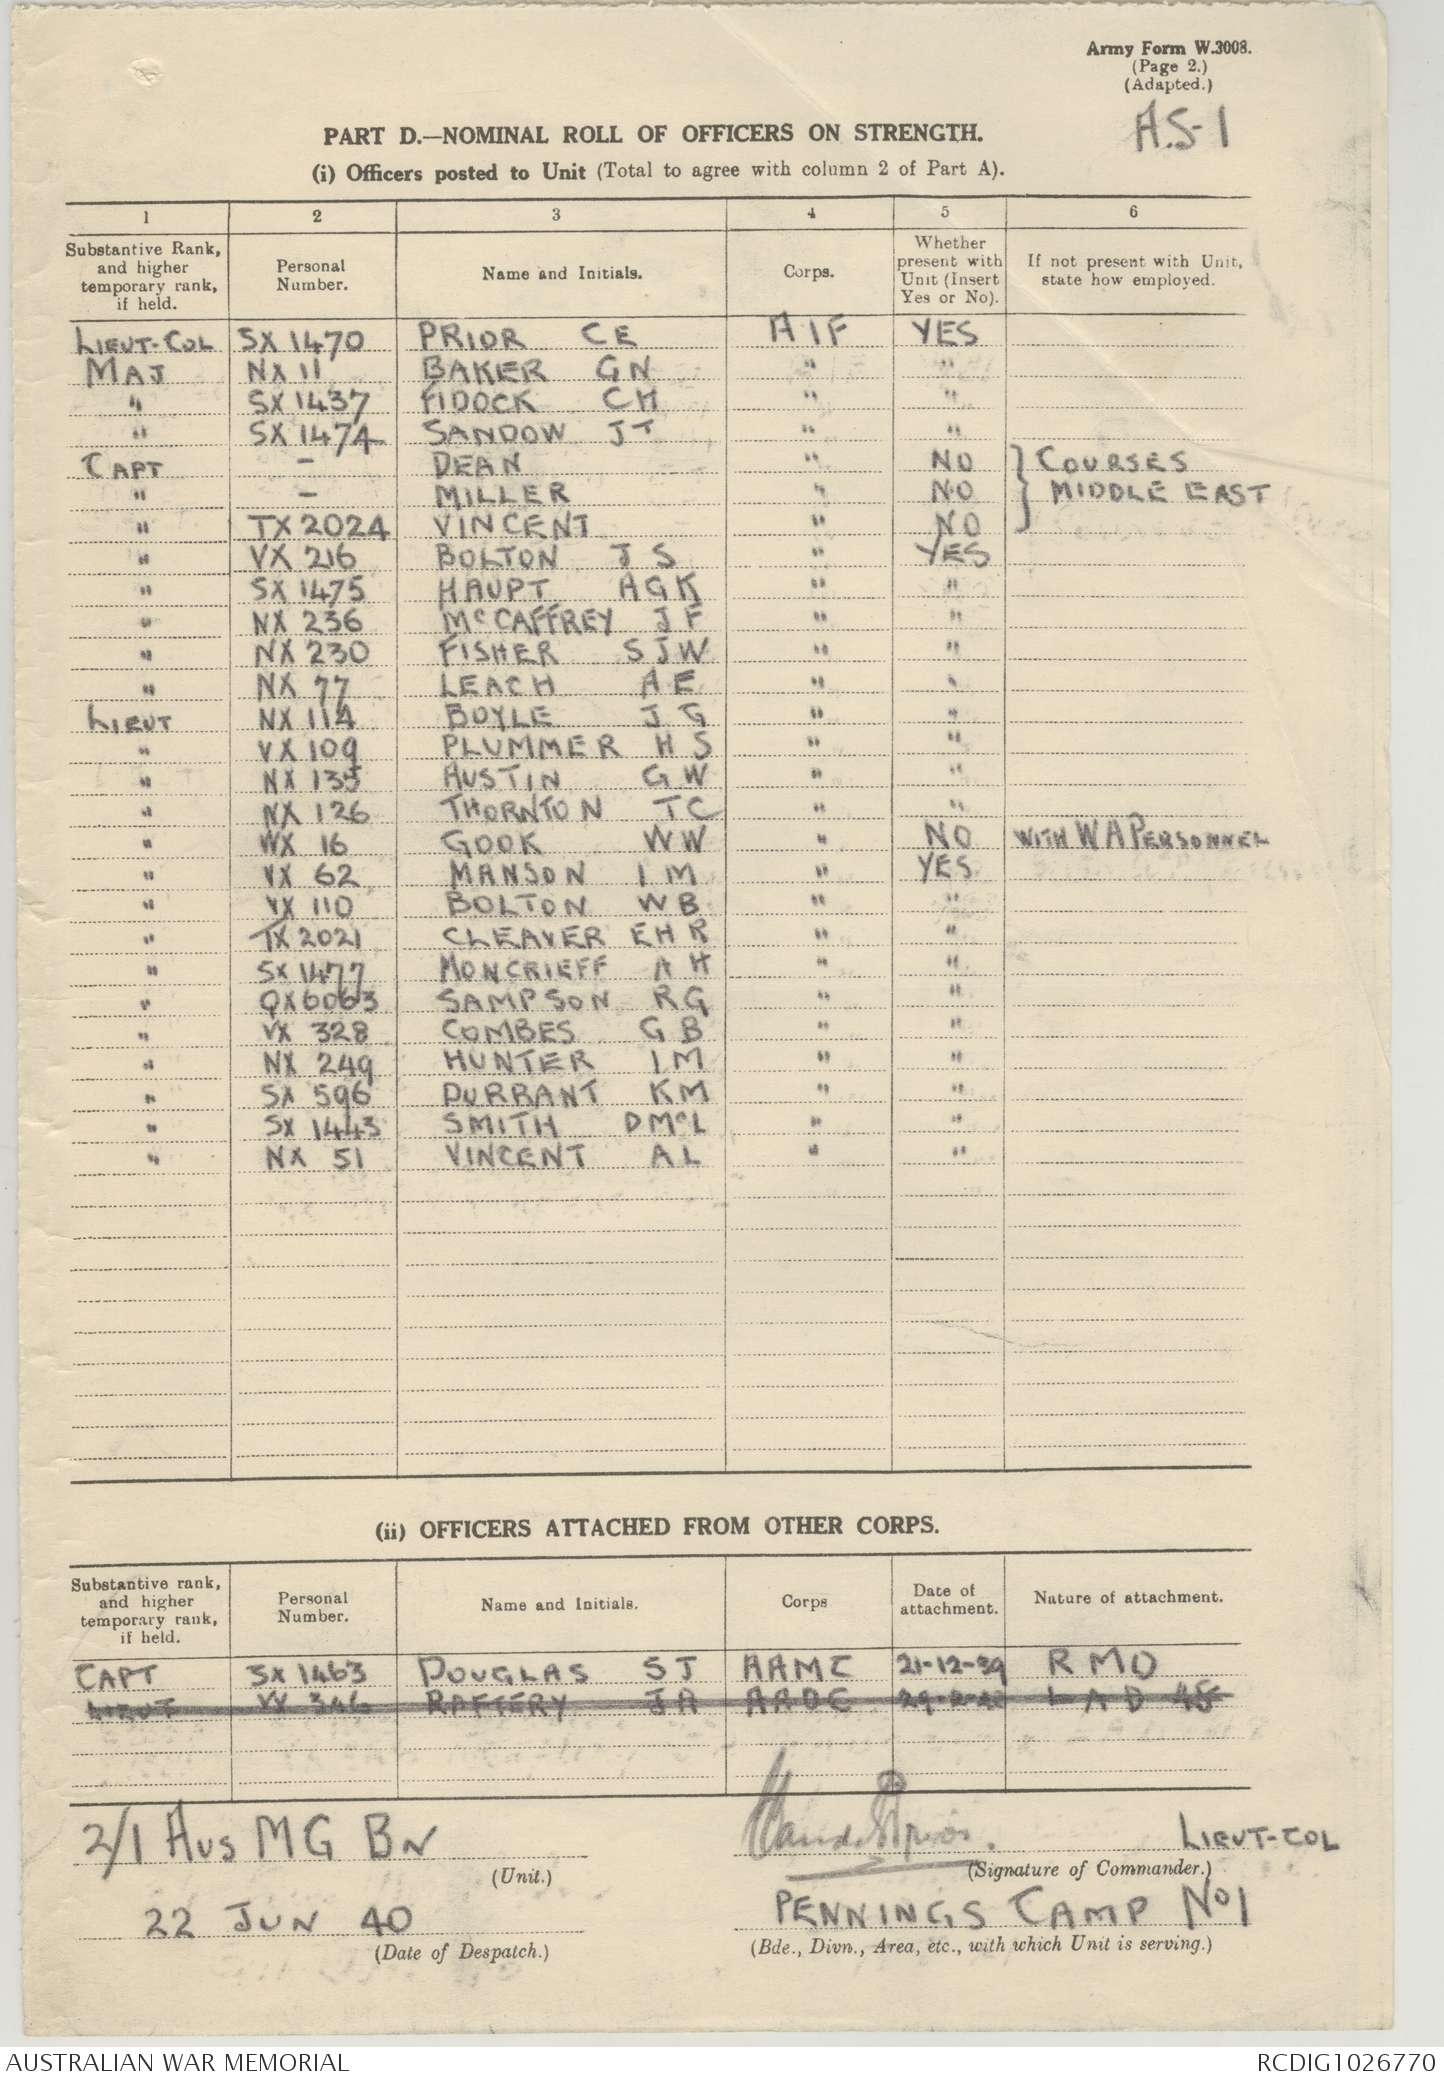 Army Form W.3008.
(Page 2.)
(Adapted.)
A.S-1
PART D.—NOMINAL ROLL OF OFFICERS ON STRENGTH.
(i) Officers posted to Unit (Total to agree with column 2 of Part A).
1 2 3 4 5 6
Substantive Rank, and higher temporary rank, if held. Personal Number. Name and Initials. Corps. Whether present with Unit (Insert Yes or No). If not present with Unit, state how employed.
LIEUT-COL SX 1470 PRIOR CE AIF YES
MAJ NX 11 BAKER GN " "
" SX 1437 FIDOCK CH " "
" SX 1474 SANDOW JT " "
CAPT - DEAN " NO } COURSES
" - MILLER " NO } MIDDLE EAST
" TX 2024 VINCENT " NO }
" VX 216 BOLTON J S " YES
" SX 1475 HAUPT AGK " "
" NX 236 McCAFFREY J F " "
" NX 230 FISHER SJW " "
" NX 77 LEACH AE " "
LIEUT NX 114 BOYLE J G " "
" VX 109 PLUMMER H S " "
" NX 135 AUSTIN GW " "
" NX 126 THORNTON TC " "
" WX 16 GOOK WW " NO WITH WA PERSONNEL
" VX 62 MANSON I M " YES
" VX 110 BOLTON WB " "
" TX 2021 CLEAVER EHR " "
" SX 1477 MONCRIEFF A H " "
" QX 6063 SAMPSON RG " "
" VX 328 COMBES GB " "
" NX 249 HUNTER IM " "
" SX 596 DURRANT KM " "
" SX 1443 SMITH DMcL " "
" NX 51 VINCENT AL " "
(ii) OFFICERS ATTACHED FROM OTHER CORPS.
Substantive rank, and higher temporary rank, if held. Personal Number. Name and Initials. Corps Date of attachment. Nature of attachment.
CAPT SX 1463 DOUGLAS SJ AAMC 21-12-39 RMO
LIEUT VX 346 RAFTERY JA LAD
2/1 AUS MG BN
(Unit.)
LIEUT-COL
(Signature of Commander.)
22 JUN 40
(Date of Despatch.)
PENNINGS CAMP No 1
(Bde., Divn., Area, etc., with which Unit is serving.)
AUSTRALIAN WAR MEMORIAL RCDIG1026770